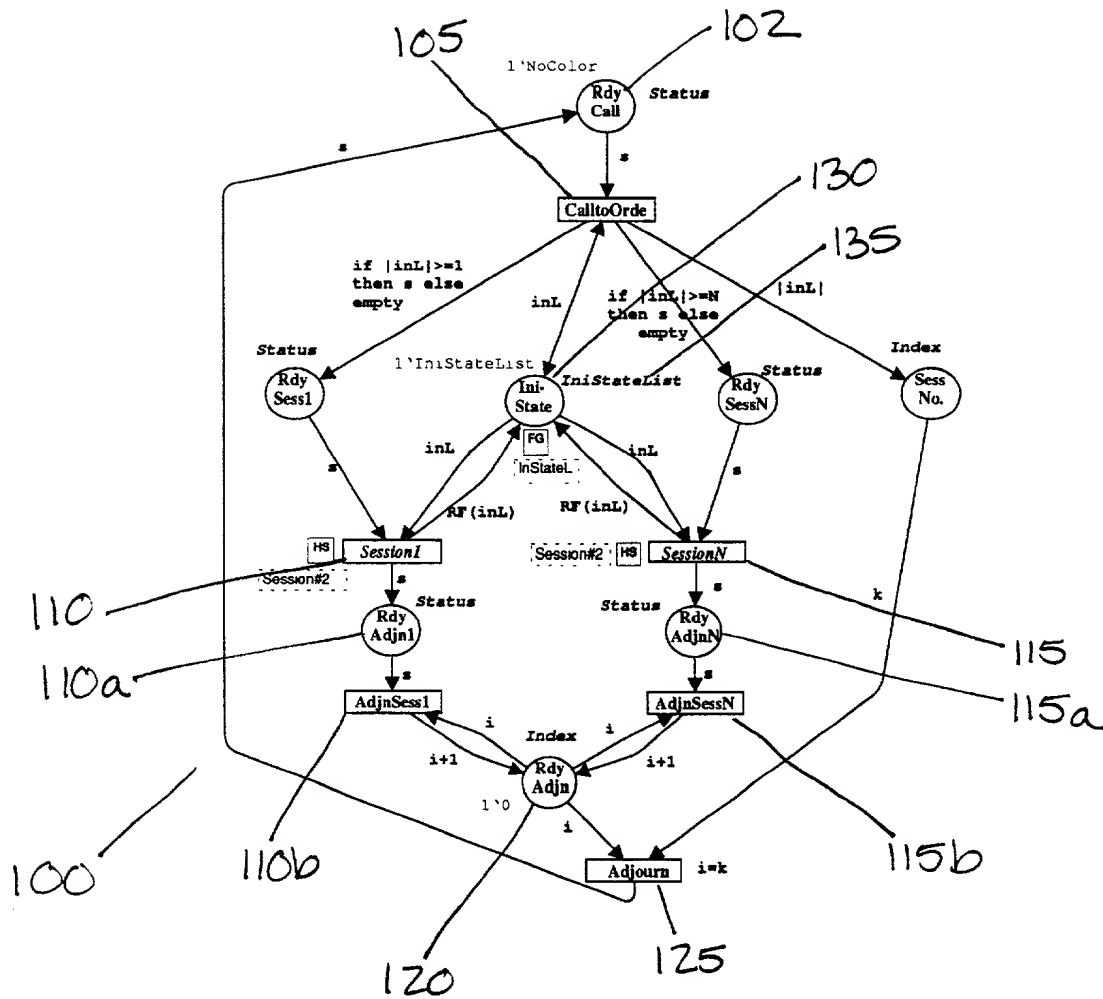 105
102
1`NoColor
Rdy
Call
Status
s
s
130
CalltoOrde
135
if |inL|>=1
then s else
empty
inL
if |inL|>=N
then s else
empty
|inL|
Status
1`IniStateList
Index
Rdy
Sess1
Ini-
State
IniStateList
Rdy
SessN
Status
Sess
No.
FG
InStateL
inL
inL
s
s
RF(inL)
RF(inL)
HS
Session1
Session#2
Session#2
HS
SessionN
s
s
k
110
Status
Status
Rdy
Adjn1
Rdy
AdjnN
115
110a
s
s
115a
AdjnSess1
AdjnSessN
i
Index
i
i+1
i+1
Rdy
Adjn
1`0
i
110b
115b
100
Adjourn
i=k
120
125